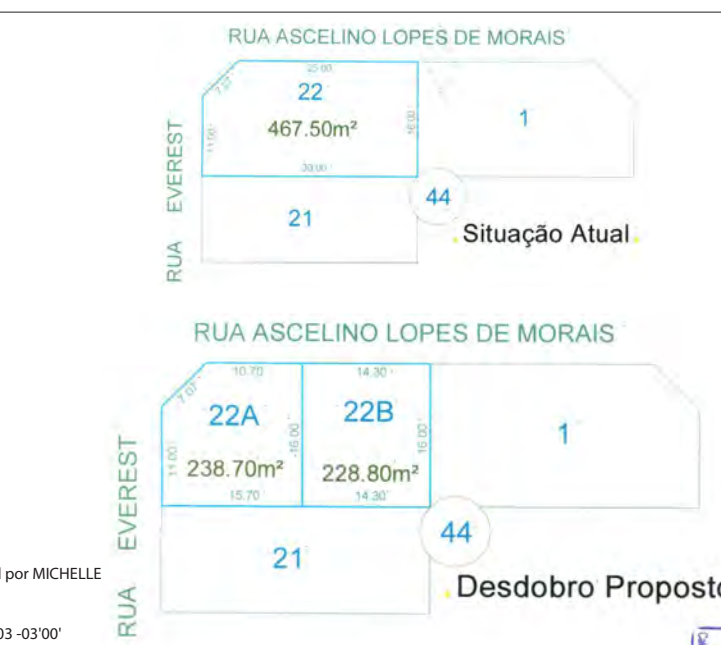 RUA ASCELINO LOPES DE MORAIS
25.00
7.07
22
467.50m²
11.00
16.00
30.00
1
RUA EVEREST
21
44
Situação Atual
RUA ASCELINO LOPES DE MORAIS
10.70
14.30
7.07
22A
22B
1
11.00
16.00
16.00
238.70m²
228.80m²
15.70
14.30
RUA EVEREST
44
21
l por MICHELLE
Desdobro Proposto
03 -03'00'